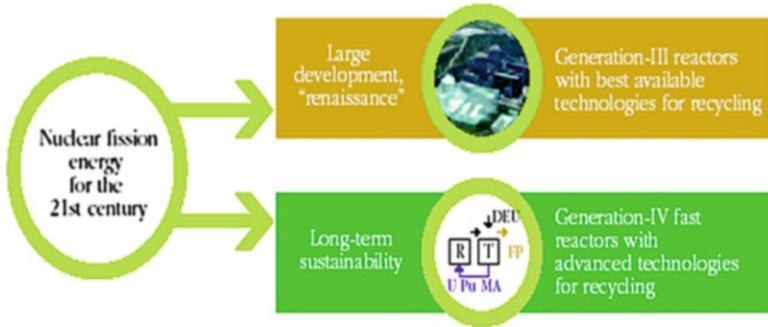 Nuclear fission
energy
for the
21st century
Large
development,
“renaissance”
Generation-III reactors
with best available
technologies for recycling
Long-term
sustainability
DEU
R T FP
U Pu MA
Generation-IV fast
reactors with
advanced technologies
for recycling